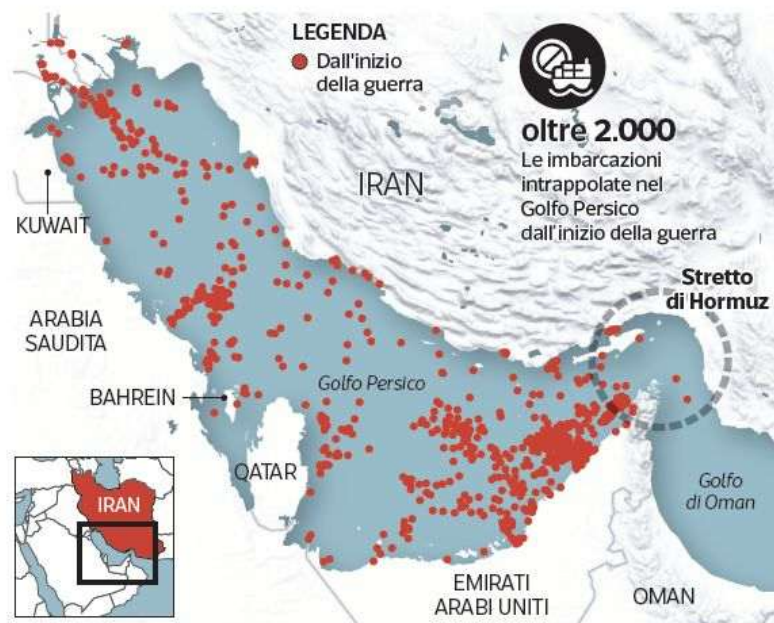 LEGENDA
Dall'inizio
della guerra
oltre 2.000
Le imbarcazioni
intrappolate nel
Golfo Persico
dall'inizio della guerra
IRAN
KUWAIT
Stretto
di Hormuz
ARABIA
SAUDITA
Golfo Persico
BAHREIN
QATAR
Golfo
di Oman
IRAN
EMIRATI
ARABI UNITI
OMAN